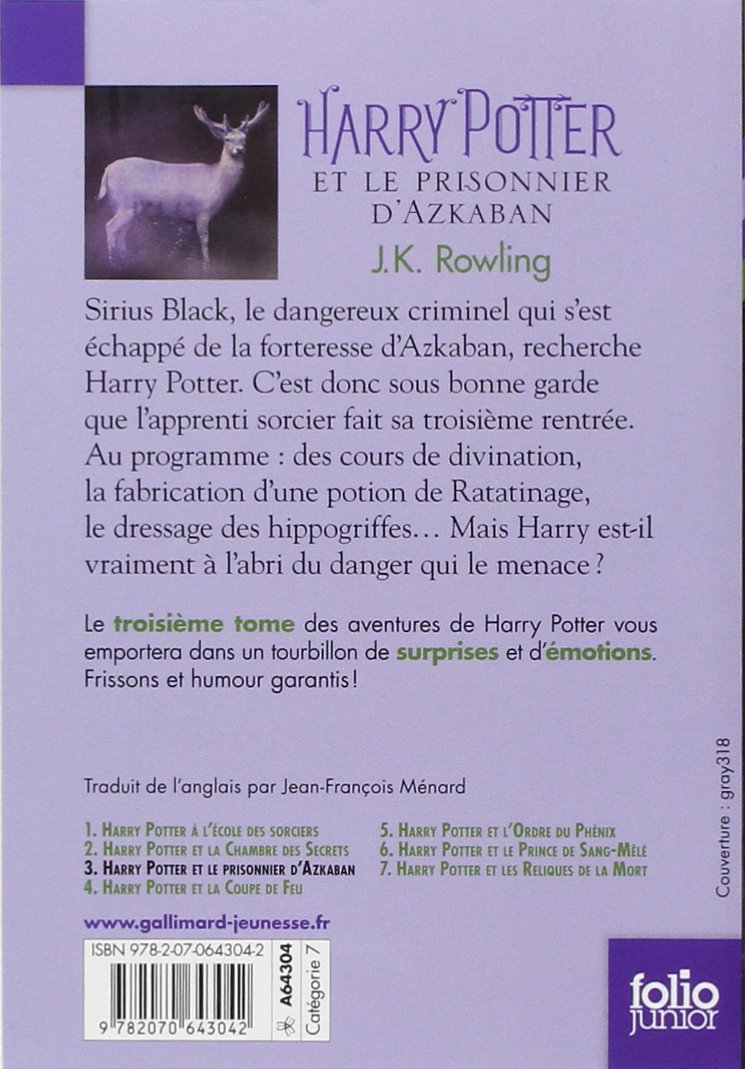 HARRY POTTER
ET LE PRISONNIER
D'AZKABAN
J.K. Rowling
Sirius Black, le dangereux criminel qui s'est
échappé de la forteresse d'Azkaban, recherche
Harry Potter. C'est donc sous bonne garde
que l'apprenti sorcier fait sa troisième rentrée.
Au programme : des cours de divination,
la fabrication d'une potion de Ratatinage,
le dressage des hippogriffes… Mais Harry est-il
vraiment à l'abri du danger qui le menace ?
Le troisième tome des aventures de Harry Potter vous
emportera dans un tourbillon de surprises et d'émotions.
Frissons et humour garantis !
Traduit de l'anglais par Jean-François Ménard
1. HARRY POTTER À L'ÉCOLE DES SORCIERS
2. HARRY POTTER ET LA CHAMBRE DES SECRETS
3. HARRY POTTER ET LE PRISONNIER D'AZKABAN
4. HARRY POTTER ET LA COUPE DE FEU
5. HARRY POTTER ET L'ORDRE DU PHÉNIX
6. HARRY POTTER ET LE PRINCE DE SANG-MÊLÉ
7. HARRY POTTER ET LES RELIQUES DE LA MORT
www.gallimard-jeunesse.fr
ISBN 978-2-07-064304-2
9 782070 643042
A64304
Catégorie 7
Couverture : gray318
folio
junior